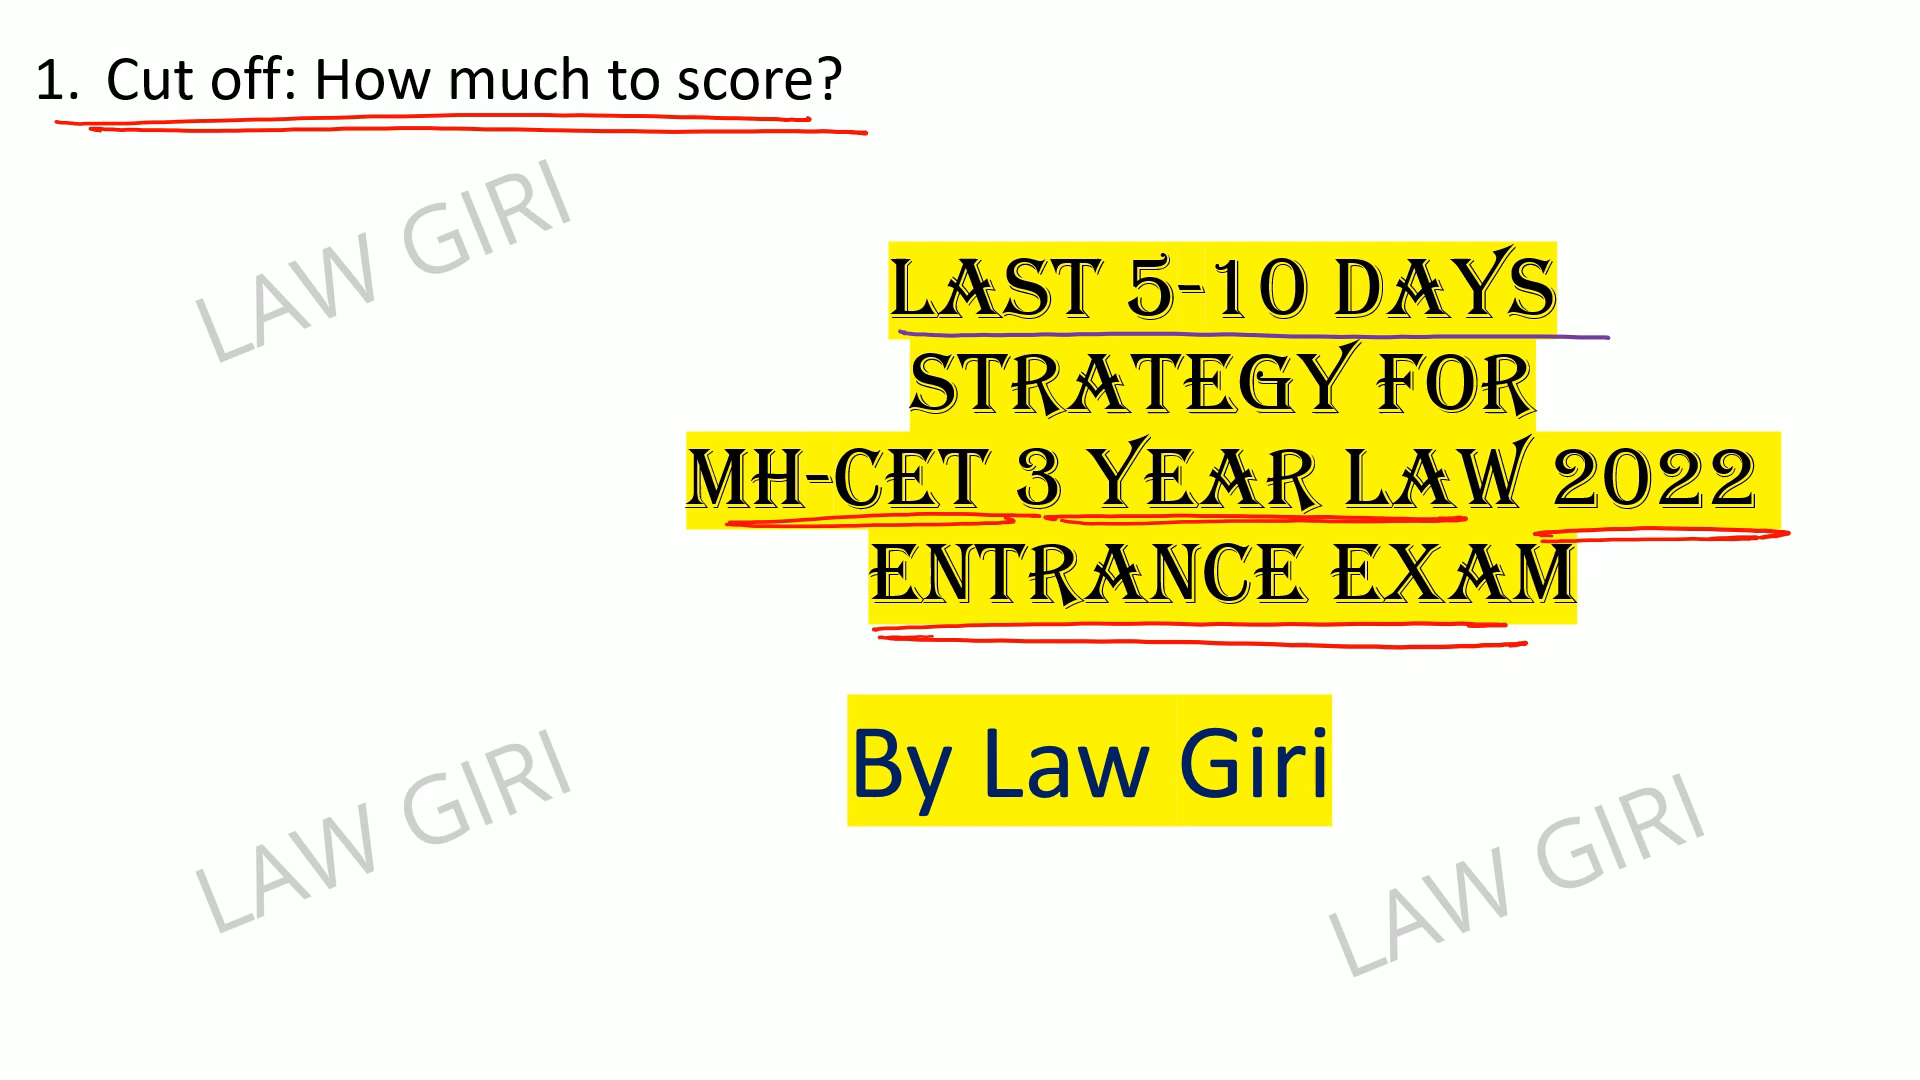 1. Cut off: How much to score?
LAW GIRI
LAST 5-10 DAYS
STRATEGY FOR
MH-CET 3 YEAR LAW 2022
ENTRANCE EXAM
By Law Giri
LAW GIRI
LAW GIRI